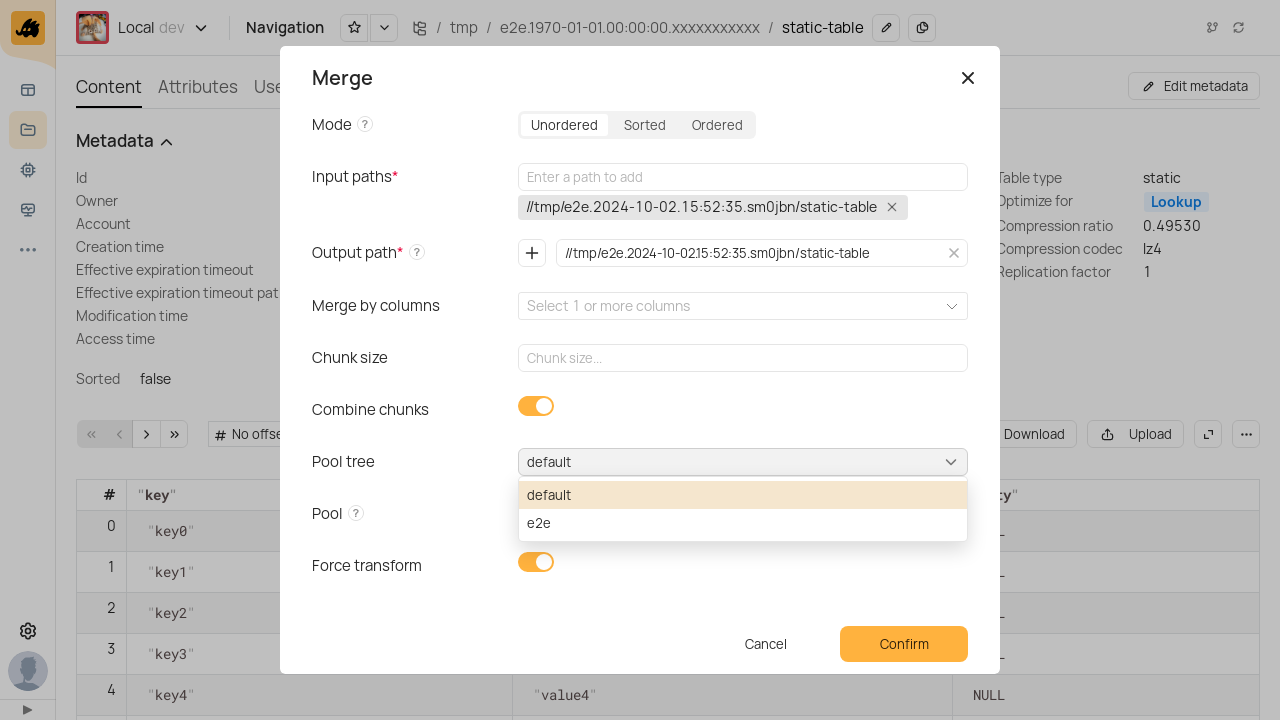 Local dev
Navigation
/ tmp / e2e.1970-01-01.00:00:00.xxxxxxxxxxx / static-table
Content Attributes Use
Edit metadata
Metadata
Id
Owner
Account
Creation time
Effective expiration timeout
Effective expiration timeout pat
Modification time
Access time
Sorted false
Table type static
Optimize for Lookup
Compression ratio 0.49530
Compression codec lz4
Replication factor 1
# No offse
Download
Upload
# "key"
0 "key0"
1 "key1"
2 "key2"
3 "key3"
4 "key4" "value4" NULL
Merge
Mode ? Unordered Sorted Ordered
Input paths* Enter a path to add
//tmp/e2e.2024-10-02.15:52:35.sm0jbn/static-table
Output path* ? //tmp/e2e.2024-10-02.15:52:35.sm0jbn/static-table
Merge by columns Select 1 or more columns
Chunk size Chunk size...
Combine chunks
Pool tree default
default
e2e
Pool ?
Force transform
Cancel Confirm